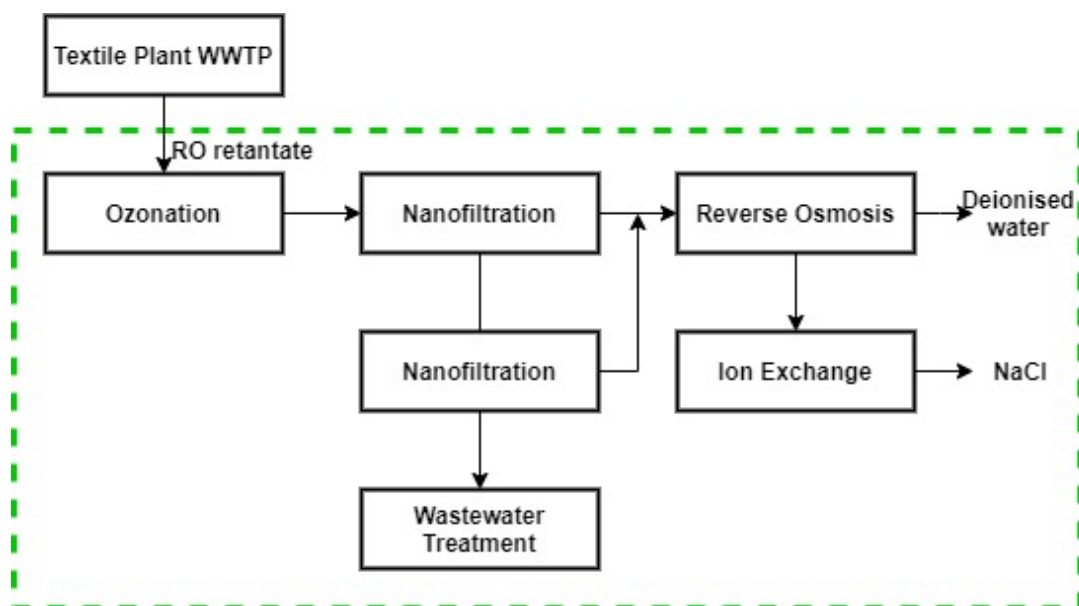 Textile Plant WWTP
RO retantate
Ozonation
Nanofiltration
Reverse Osmosis
Deionised
water
Nanofiltration
Ion Exchange
NaCl
Wastewater
Treatment